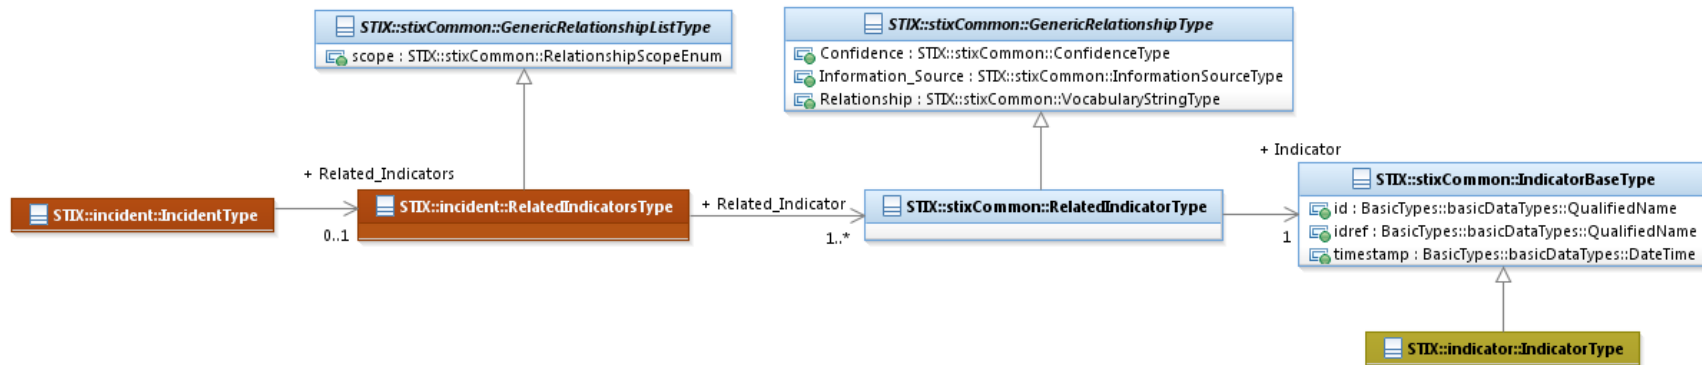 STIX::stixCommon::GenericRelationshipListType
scope : STIX::stixCommon::RelationshipScopeEnum
STIX::stixCommon::GenericRelationshipType
Confidence : STIX::stixCommon::ConfidenceType
Information_Source : STIX::stixCommon::InformationSourceType
Relationship : STIX::stixCommon::VocabularyStringType
STIX::incident::IncidentType
+ Related_Indicators
0..1
STIX::incident::RelatedIndicatorsType
+ Related_Indicator
1..*
STIX::stixCommon::RelatedIndicatorType
+ Indicator
1
STIX::stixCommon::IndicatorBaseType
id : BasicTypes::basicDataTypes::QualifiedName
idref : BasicTypes::basicDataTypes::QualifiedName
timestamp : BasicTypes::basicDataTypes::DateTime
STIX::indicator::IndicatorType